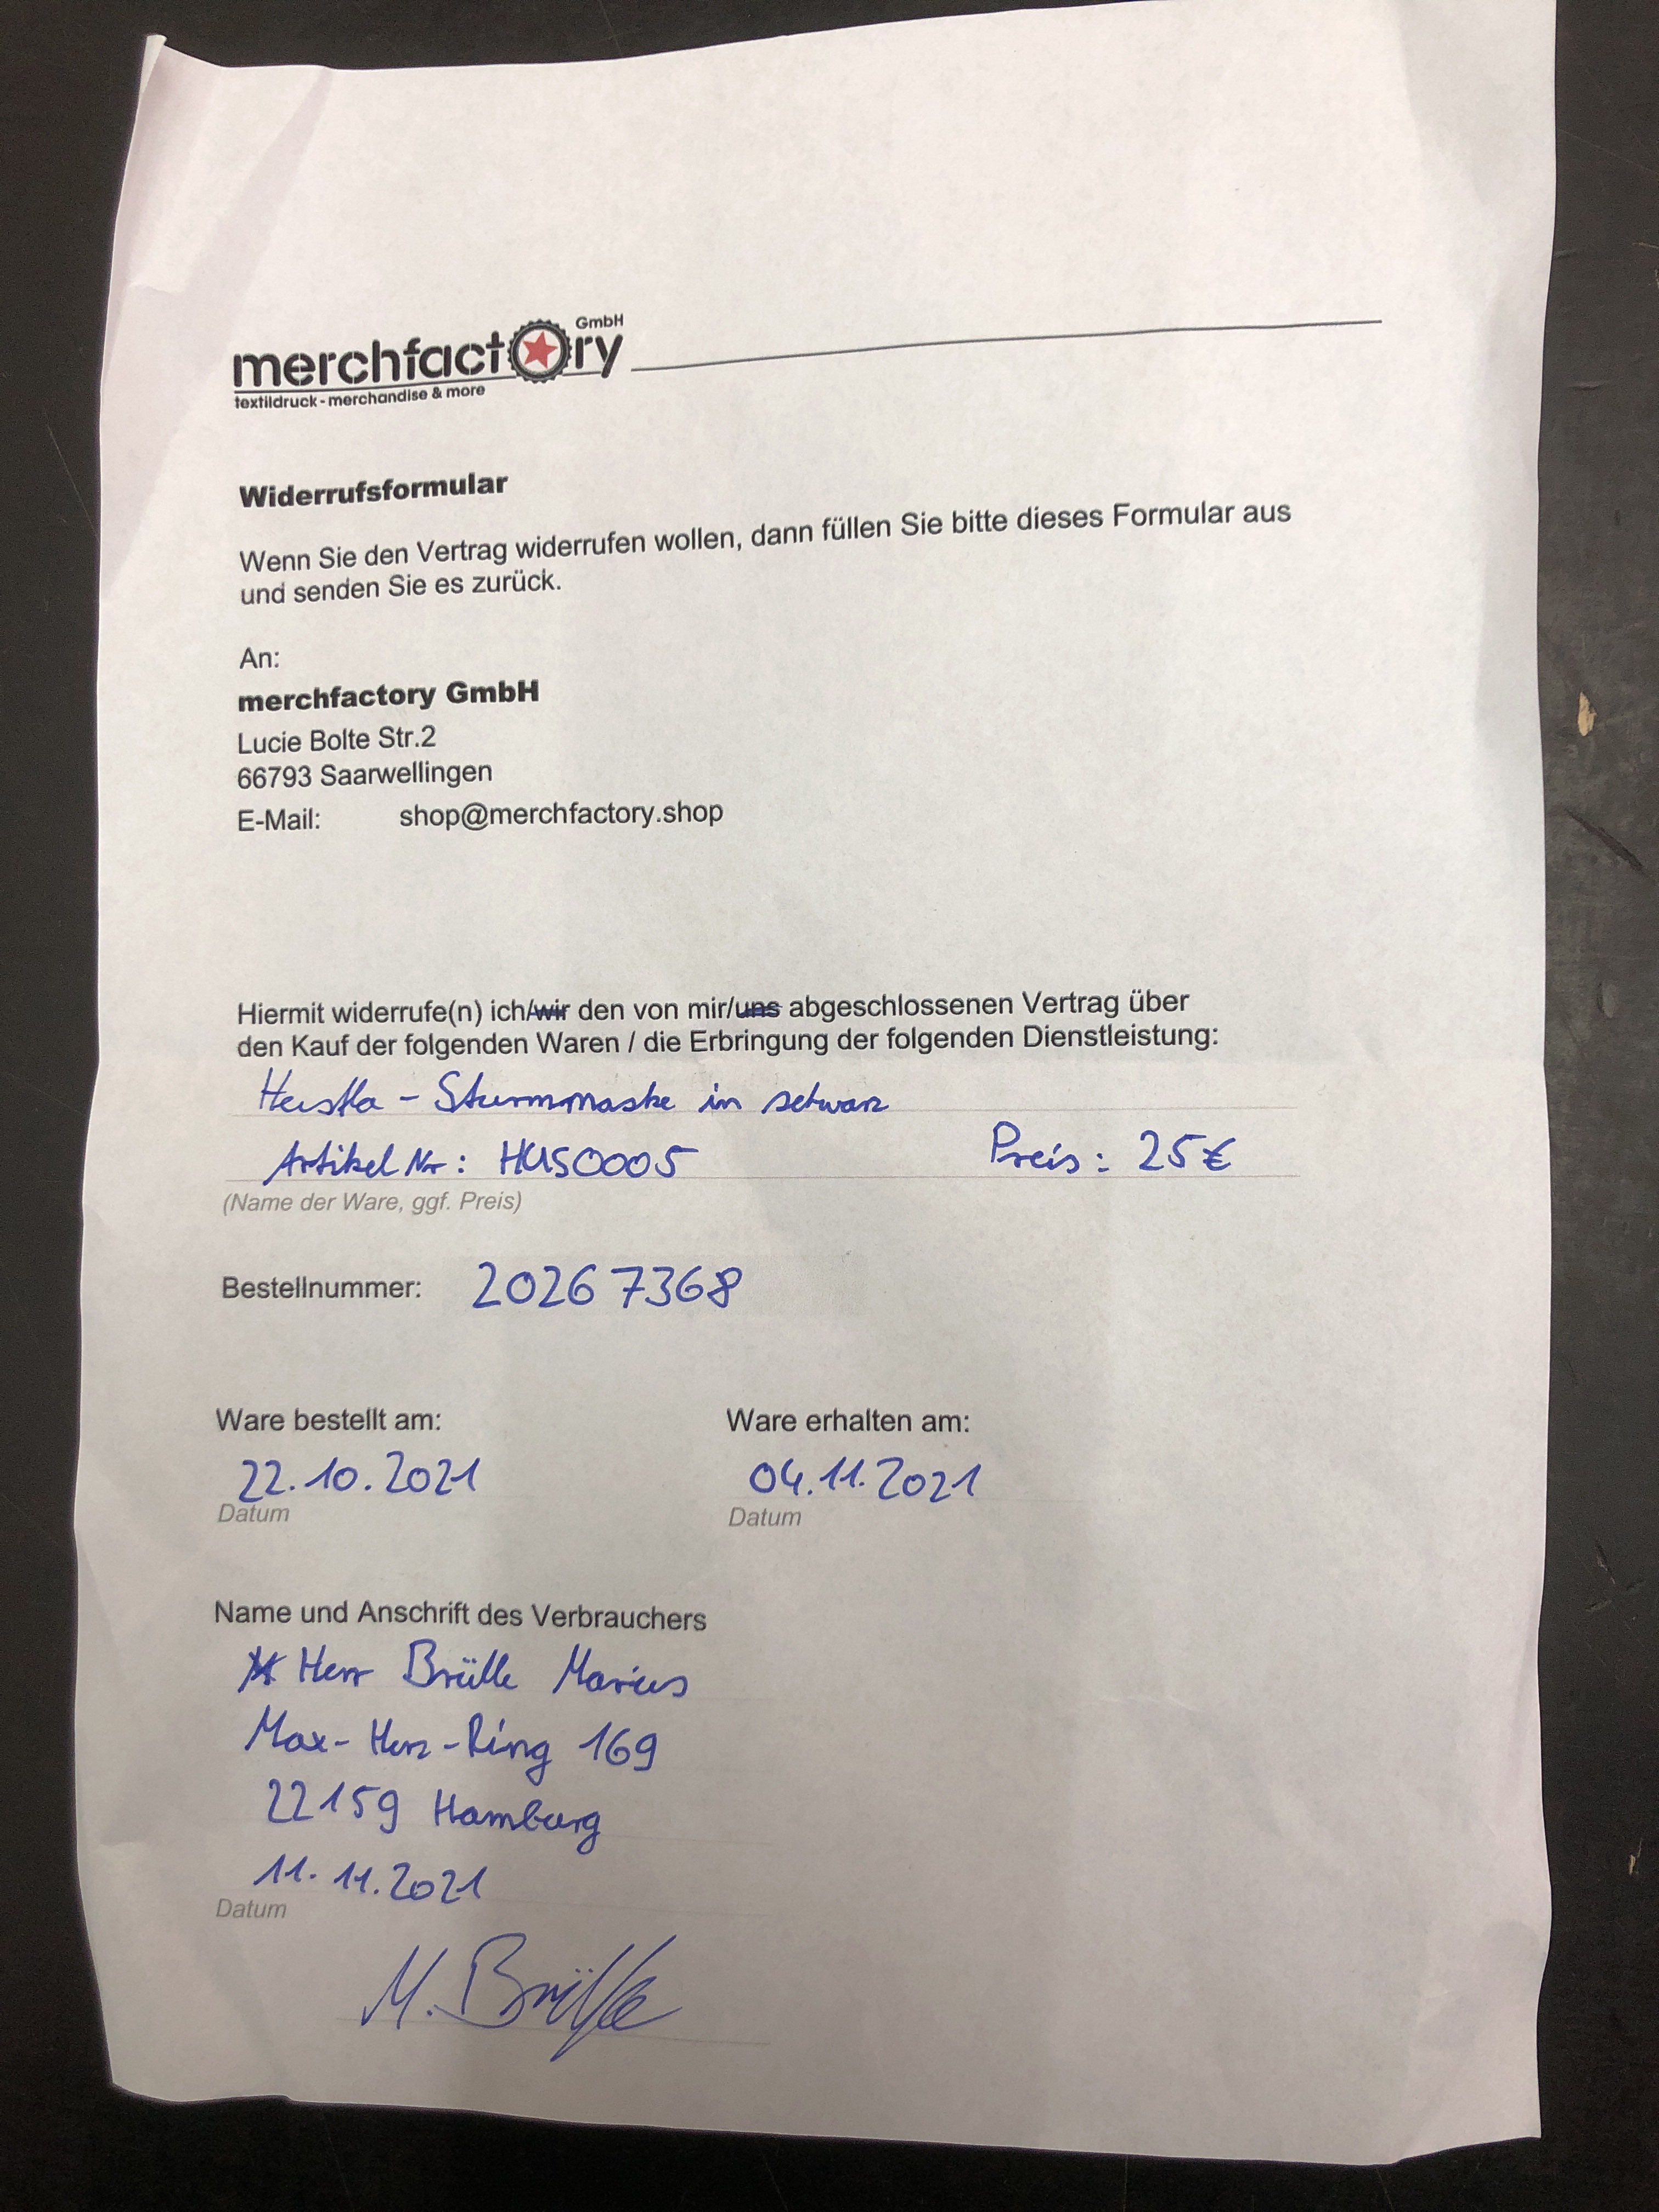 merchfactory GmbH
textildruck - merchandise & more
Widerrufsformular
Wenn Sie den Vertrag widerrufen wollen, dann füllen Sie bitte dieses Formular aus
und senden Sie es zurück.
An:
merchfactory GmbH
Lucie Bolte Str.2
66793 Saarwellingen
E-Mail: shop@merchfactory.shop
Hiermit widerrufe(n) ich/wir den von mir/uns abgeschlossenen Vertrag über
den Kauf der folgenden Waren / die Erbringung der folgenden Dienstleistung:
Hustla - Sturmmaske in schwarz
Artikel Nr: HUS0005 Preis: 25€
(Name der Ware, ggf. Preis)
Bestellnummer: 20267368
Ware bestellt am: Ware erhalten am:
22.10.2021 04.11.2021
Datum Datum
Name und Anschrift des Verbrauchers
Herr Brülle Marius
Max-Herz-Ring 169
22159 Hamburg
11.11.2021
Datum
M. Brülle